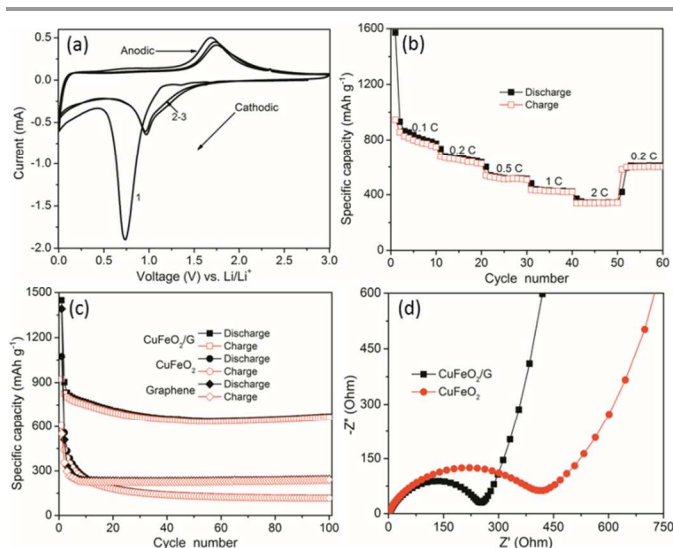 (a)
Anodic
2-3
Cathodic
1
Current (mA)
0.5
0.0
-0.5
-1.0
-1.5
-2.0
0.0 0.5 1.0 1.5 2.0 2.5 3.0
Voltage (V) vs. Li/Li⁺
(b)
Discharge
Charge
0.1 C
0.2 C
0.5 C
1 C
2 C
0.2 C
Specific capacity (mAh g⁻¹)
1600
1200
800
400
0
0 10 20 30 40 50 60
Cycle number
(c)
CuFeO₂/G
Discharge
Charge
CuFeO₂
Discharge
Charge
Graphene
Discharge
Charge
Specific capacity (mAh g⁻¹)
1500
1200
900
600
300
0
0 20 40 60 80 100
Cycle number
(d)
CuFeO₂/G
CuFeO₂
-Z' (Ohm)
600
450
300
150
0
0 150 300 450 600 750
Z' (Ohm)